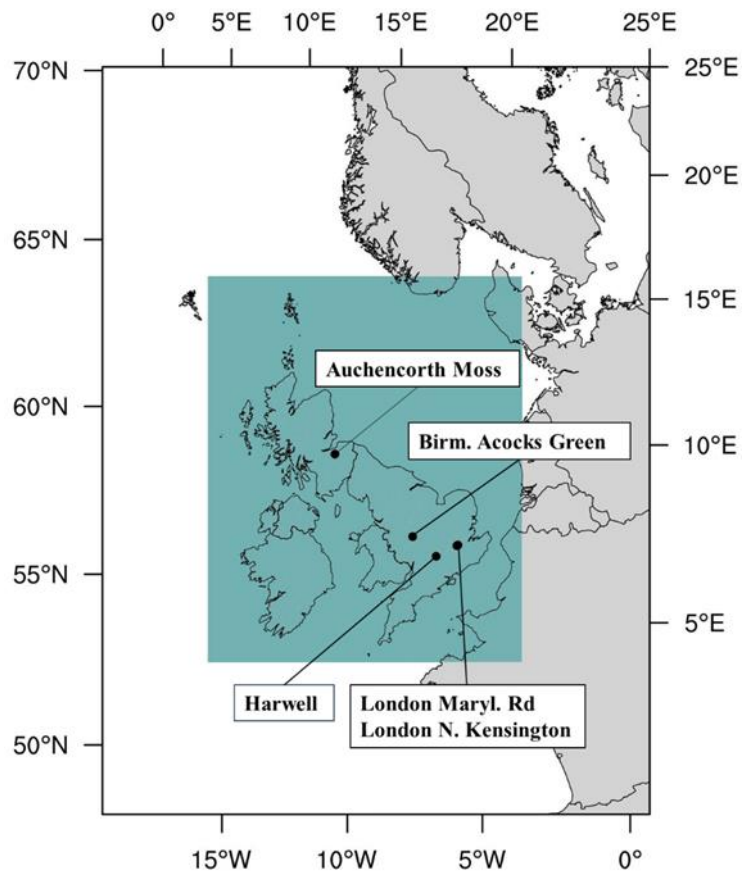 0° 5°E 10°E 15°E 20°E 25°E
70°N 25°E
20°E
65°N
15°E
Auchencorth Moss
60°N
Birm. Acocks Green
10°E
55°N
5°E
Harwell
London Maryl. Rd
London N. Kensington
50°N
15°W 10°W 5°W 0°